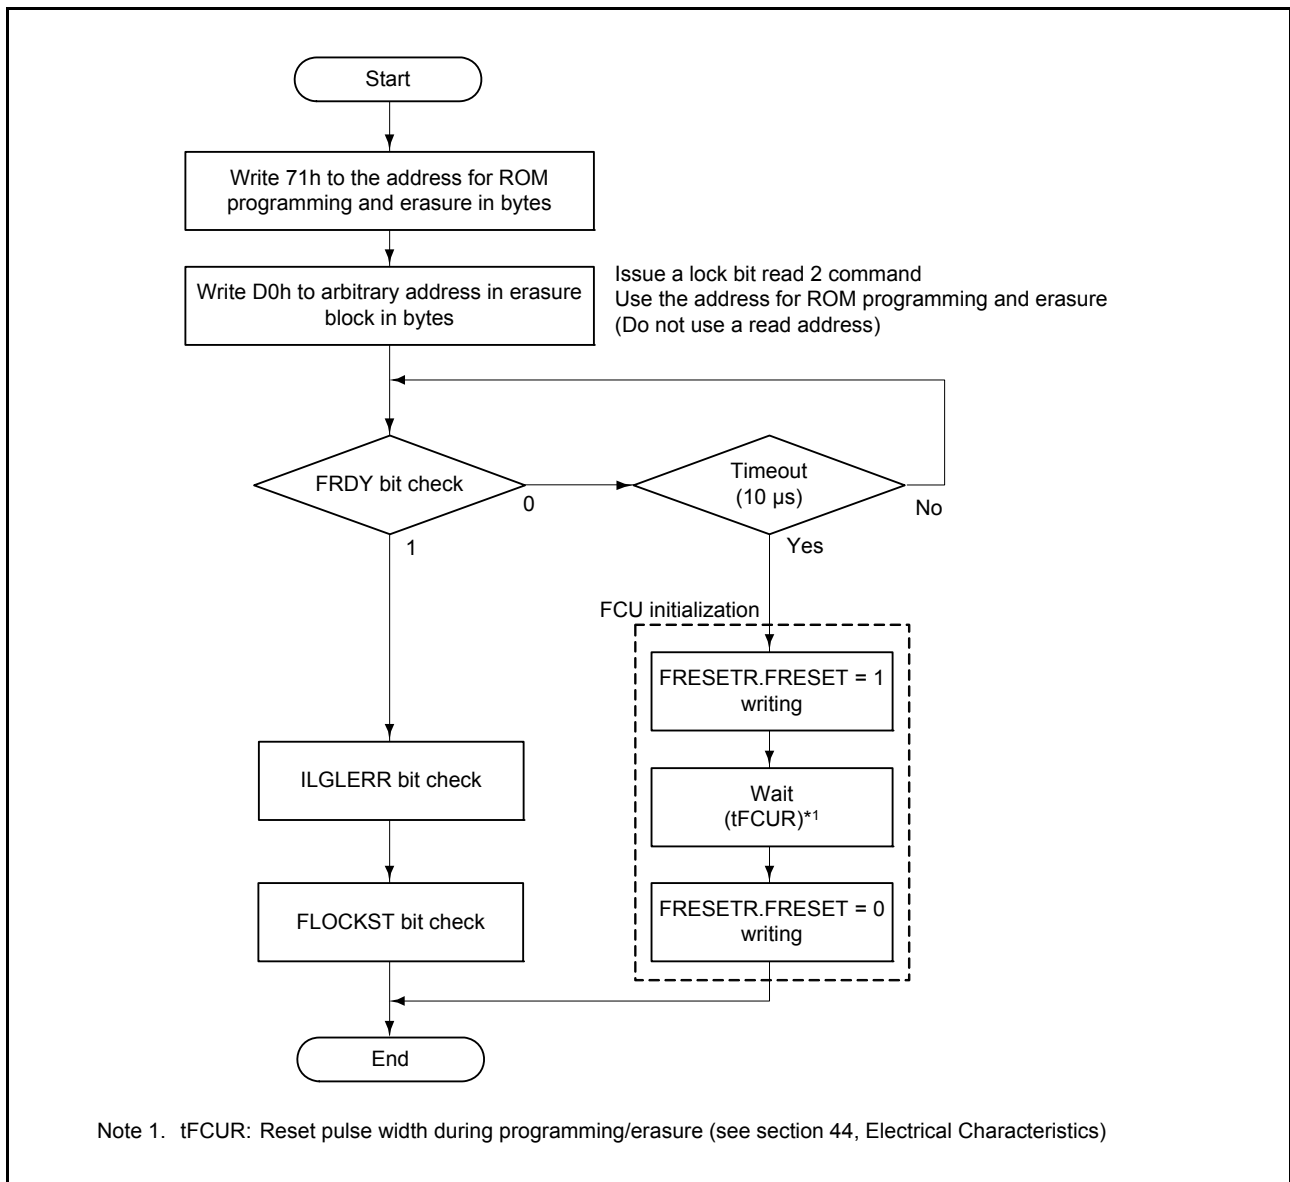 Start
Write 71h to the address for ROM
programming and erasure in bytes
Write D0h to arbitrary address in erasure
block in bytes
Issue a lock bit read 2 command
Use the address for ROM programming and erasure
(Do not use a read address)
FRDY bit check
0
1
Timeout
(10 µs)
No
Yes
FCU initialization
FRESETR.FRESET = 1
writing
Wait
(tFCUR)*1
FRESETR.FRESET = 0
writing
ILGLERR bit check
FLOCKST bit check
End
Note 1. tFCUR: Reset pulse width during programming/erasure (see section 44, Electrical Characteristics)